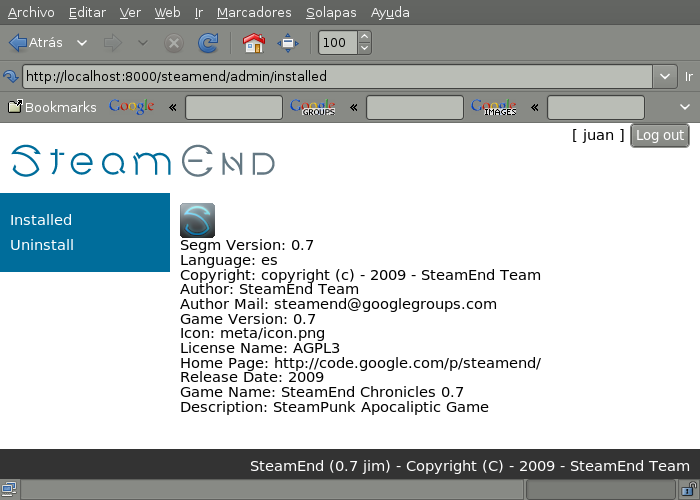 Archivo Editar Ver Web Ir Marcadores Solapas Ayuda
Atrás 100
http://localhost:8000/steamend/admin/installed Ir
Bookmarks Google « Google GROUPS « Google IMAGES «
[ juan ] Log out
SteamEnd
Installed
Uninstall
Segm Version: 0.7
Language: es
Copyright: copyright (c) - 2009 - SteamEnd Team
Author: SteamEnd Team
Author Mail: steamend@googlegroups.com
Game Version: 0.7
Icon: meta/icon.png
License Name: AGPL3
Home Page: http://code.google.com/p/steamend/
Release Date: 2009
Game Name: SteamEnd Chronicles 0.7
Description: SteamPunk Apocaliptic Game
SteamEnd (0.7 jim) - Copyright (C) - 2009 - SteamEnd Team